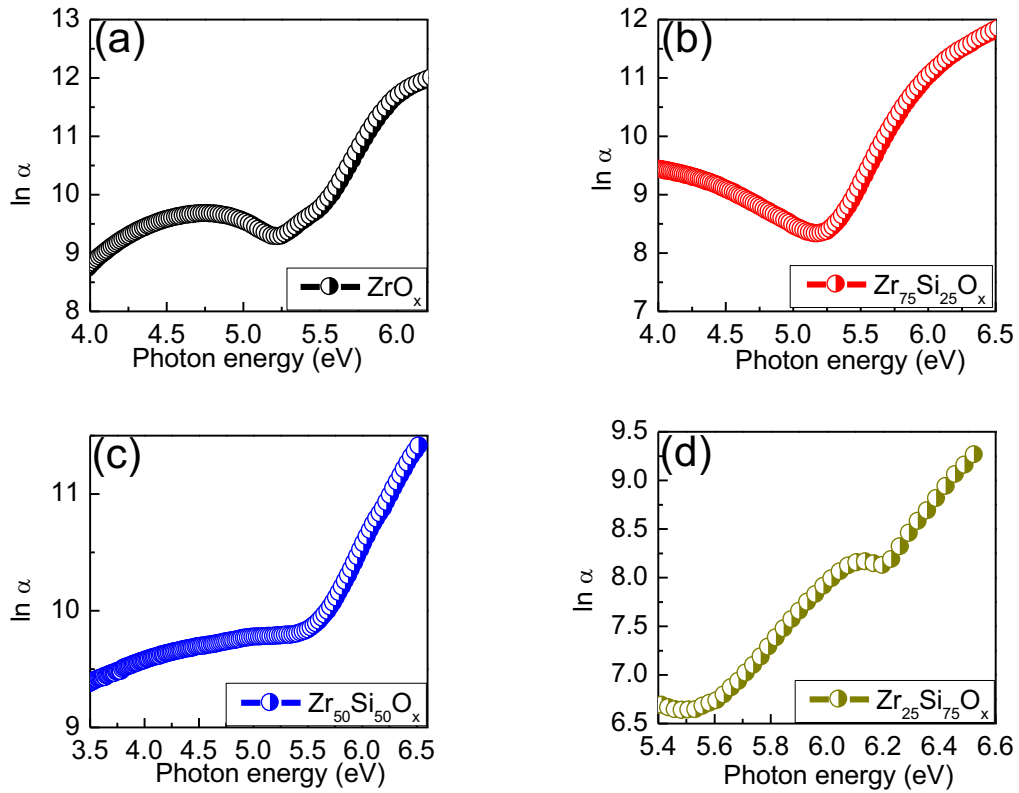 (a)
13
12
11
10
9
8
ln α
4.0 4.5 5.0 5.5 6.0
Photon energy (eV)
ZrOₓ
(b)
12
11
10
9
8
7
ln α
4.0 4.5 5.0 5.5 6.0 6.5
Photon energy (eV)
Zr₇₅Si₂₅Oₓ
(c)
11
10
9
ln α
3.5 4.0 4.5 5.0 5.5 6.0 6.5
Photon energy (eV)
Zr₅₀Si₅₀Oₓ
(d)
9.5
9.0
8.5
8.0
7.5
7.0
6.5
ln α
5.4 5.6 5.8 6.0 6.2 6.4 6.6
Photon energy (eV)
Zr₂₅Si₇₅Oₓ